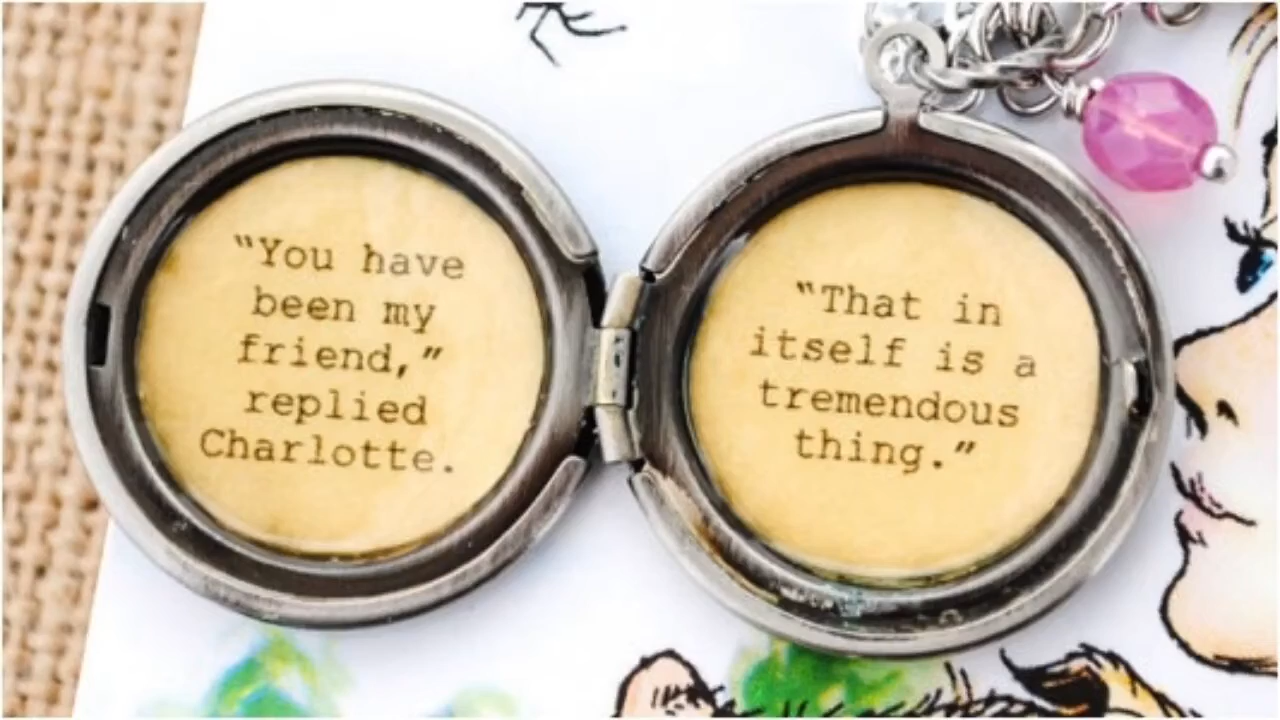 "You have
been my
friend,"
replied
Charlotte.
"That in
itself is a
tremendous
thing."